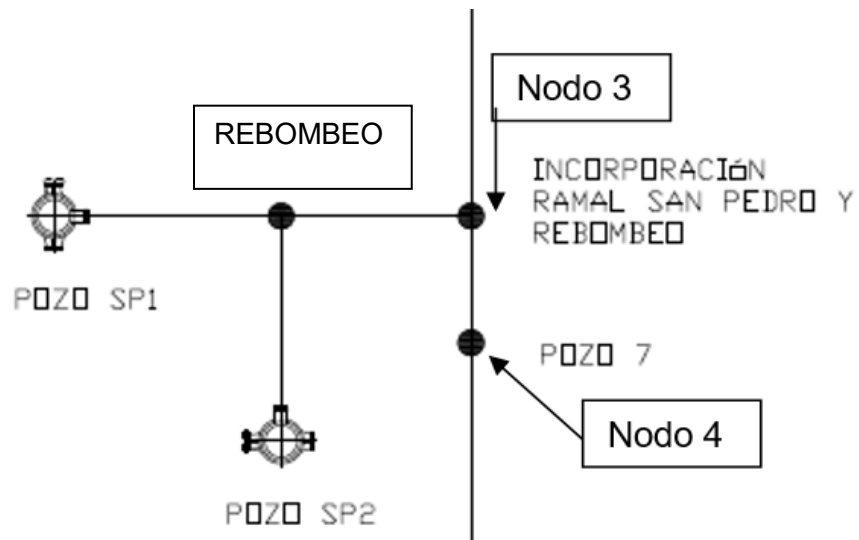 Nodo 3
REBOMBEO
INCORPORACIóN
RAMAL SAN PEDRO Y
REBOMBEO
POZO SP1
POZO 7
Nodo 4
POZO SP2